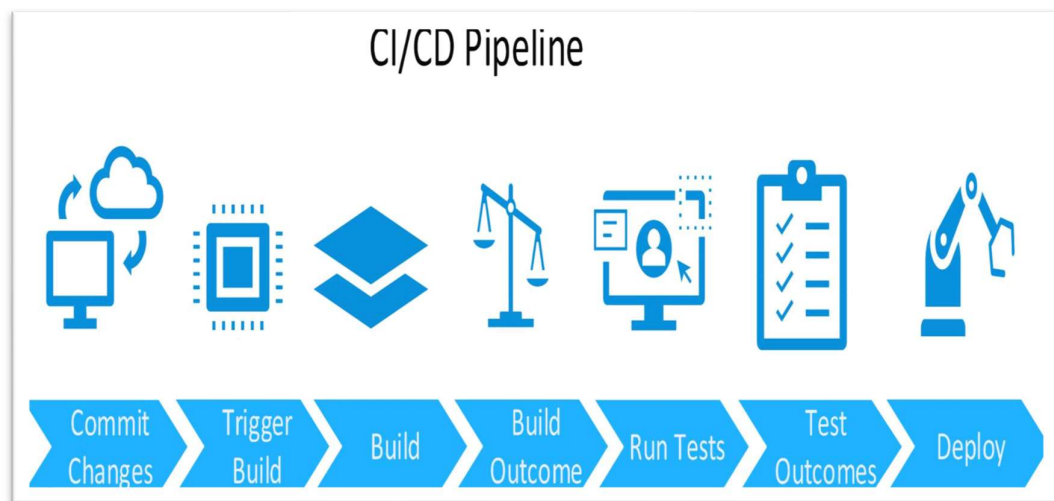 CI/CD Pipeline
Commit
Changes
Trigger
Build
Build
Build
Outcome
Run Tests
Test
Outcomes
Deploy